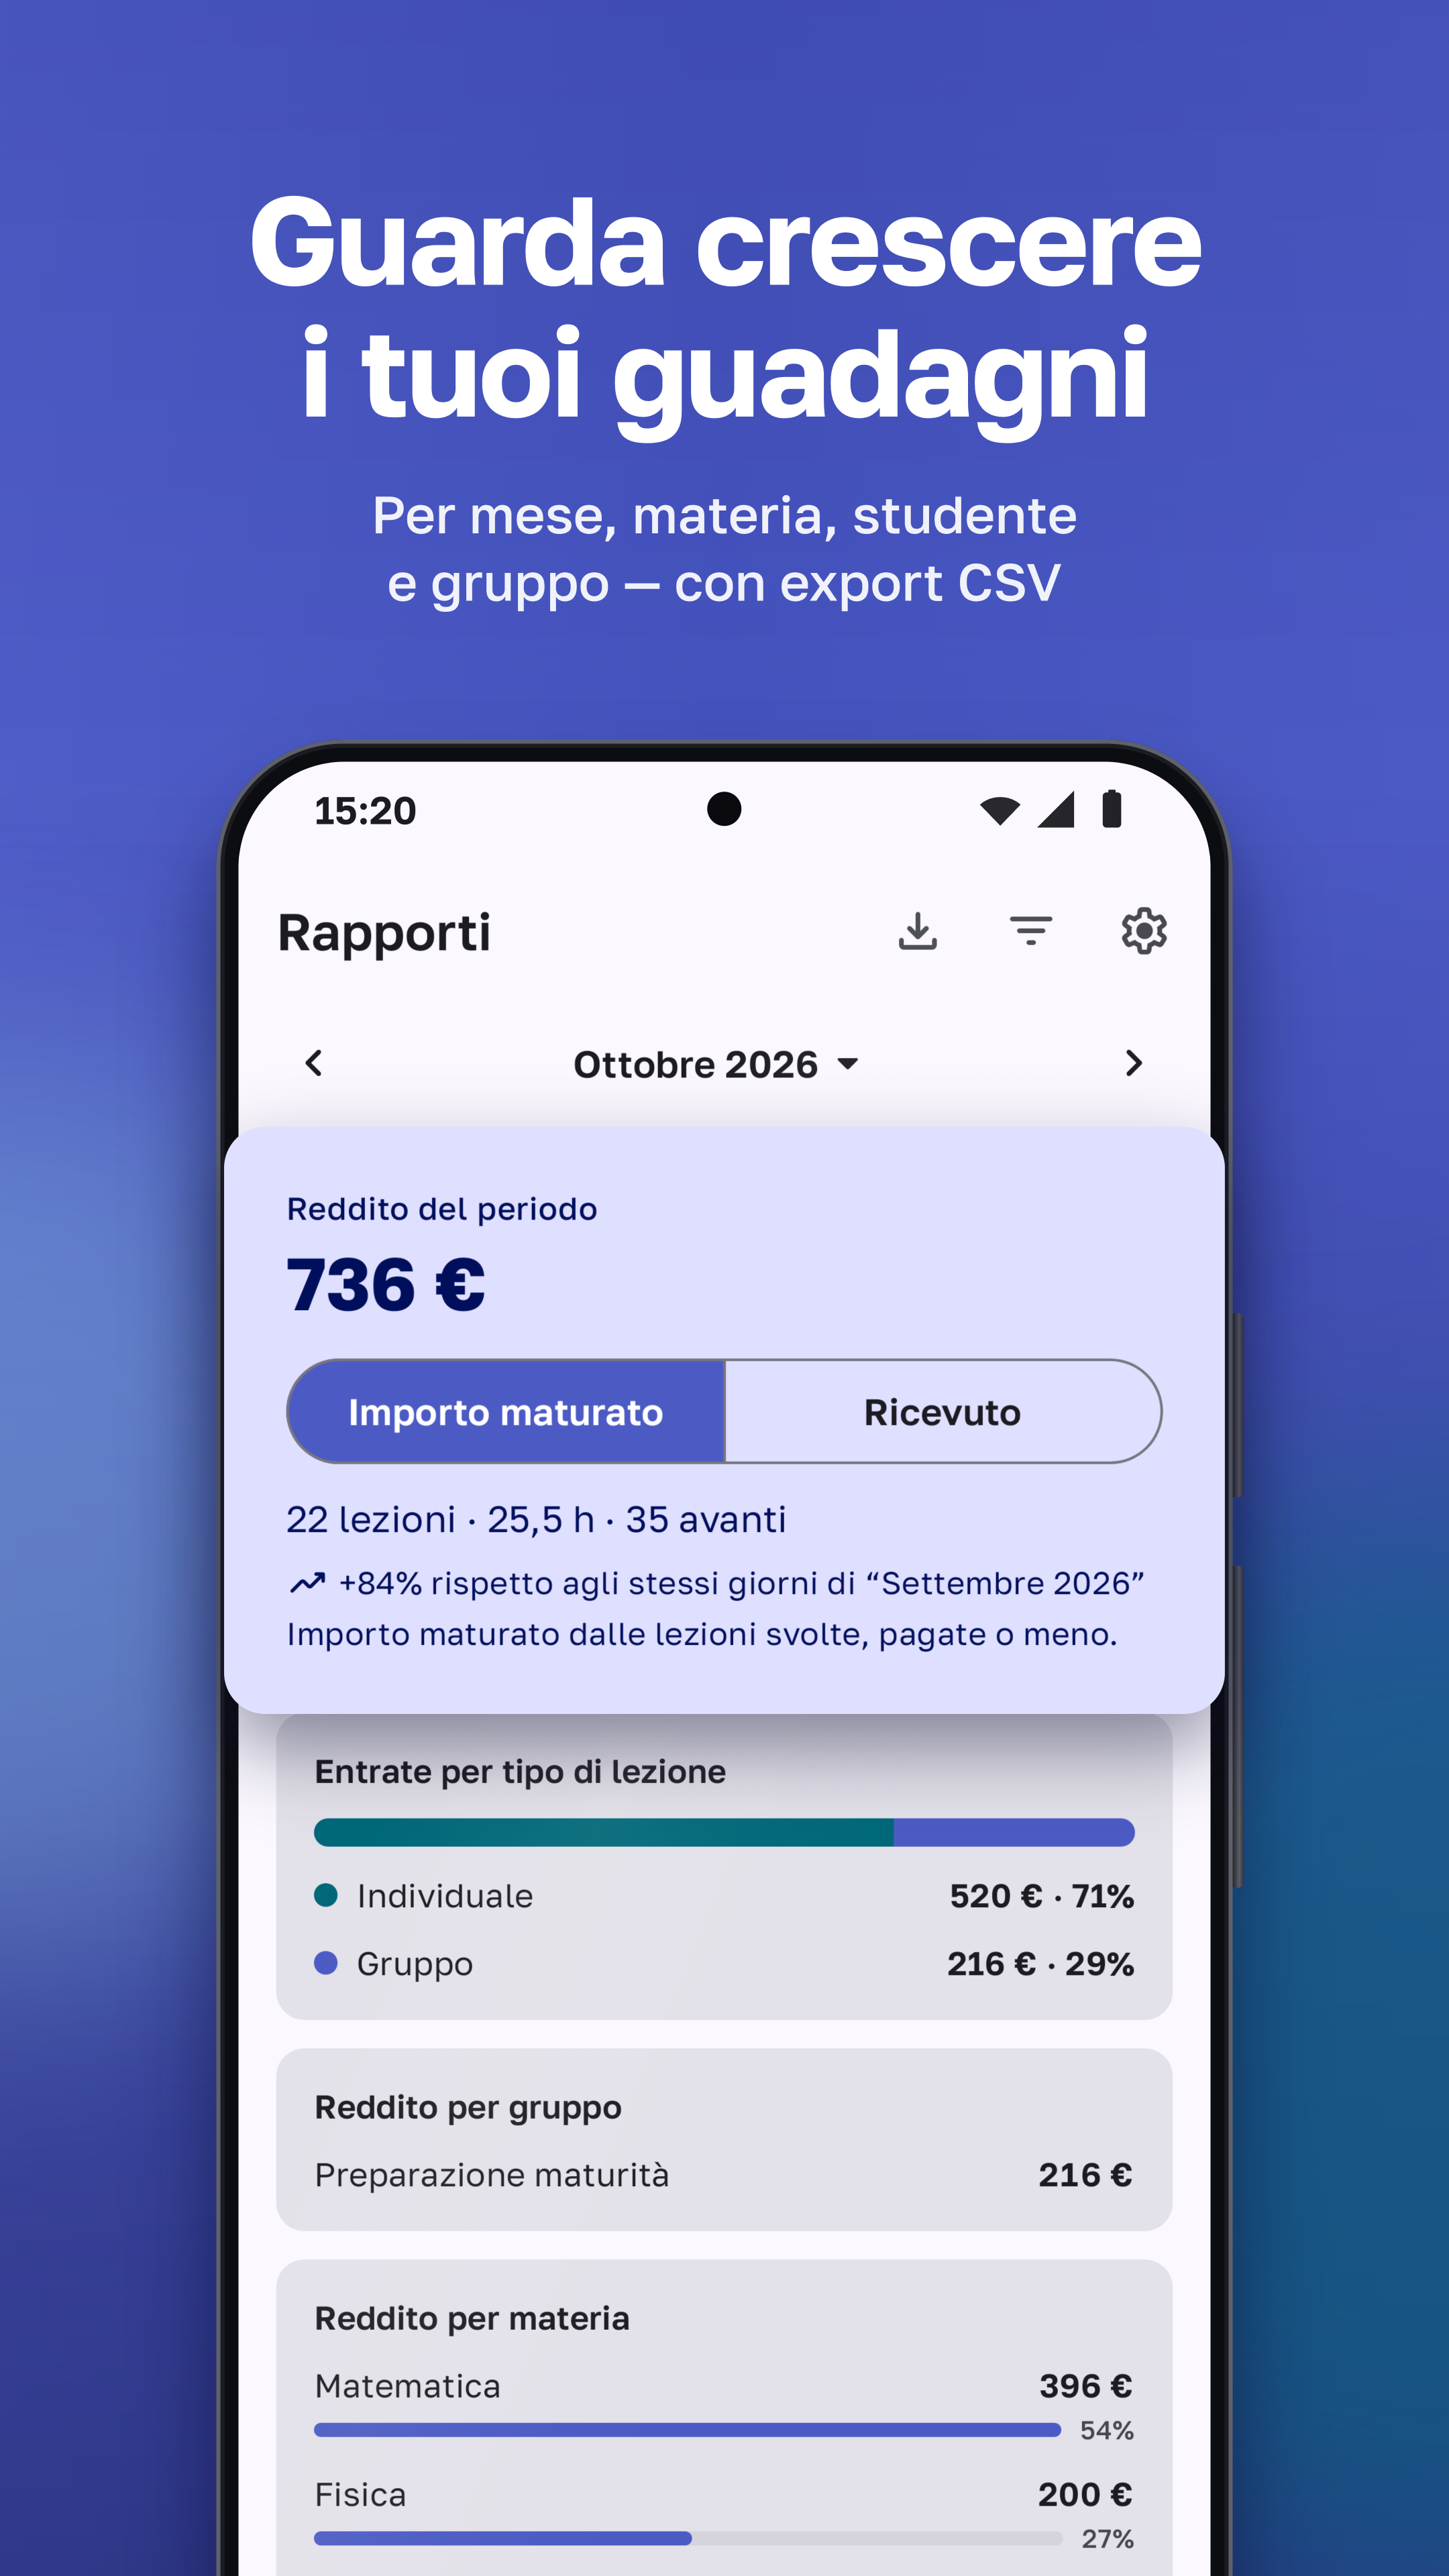 Guarda crescere
i tuoi guadagni
Per mese, materia, studente
e gruppo — con export CSV
15:20
Rapporti
Ottobre 2026
Reddito del periodo
736 €
Importo maturato
Ricevuto
22 lezioni · 25,5 h · 35 avanti
+84% rispetto agli stessi giorni di “Settembre 2026”
Importo maturato dalle lezioni svolte, pagate o meno.
Entrate per tipo di lezione
Individuale 520 € · 71%
Gruppo 216 € · 29%
Reddito per gruppo
Preparazione maturità 216 €
Reddito per materia
Matematica 396 €
54%
Fisica 200 €
27%